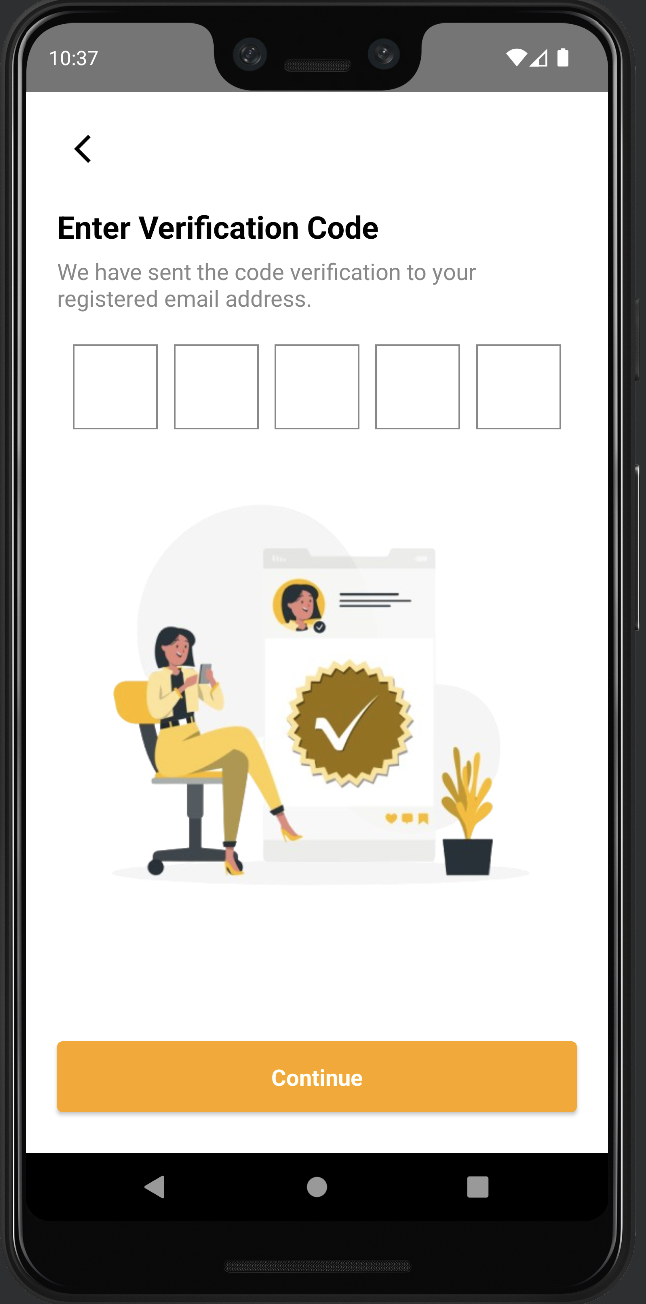 10:37
Enter Verification Code
We have sent the code verification to your
registered email address.
Continue